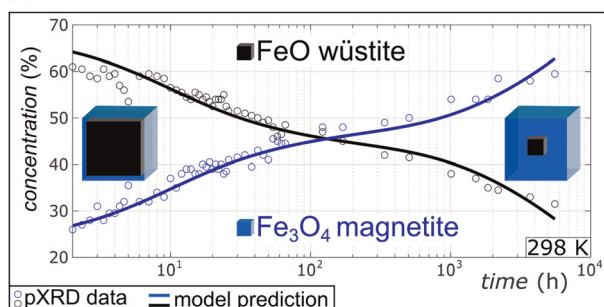 70
60
50
40
30
20
concentration (%)
FeO wüstite
Fe₃O₄ magnetite
298 K
10¹ 10² 10³ 10⁴
time (h)
pXRD data model prediction